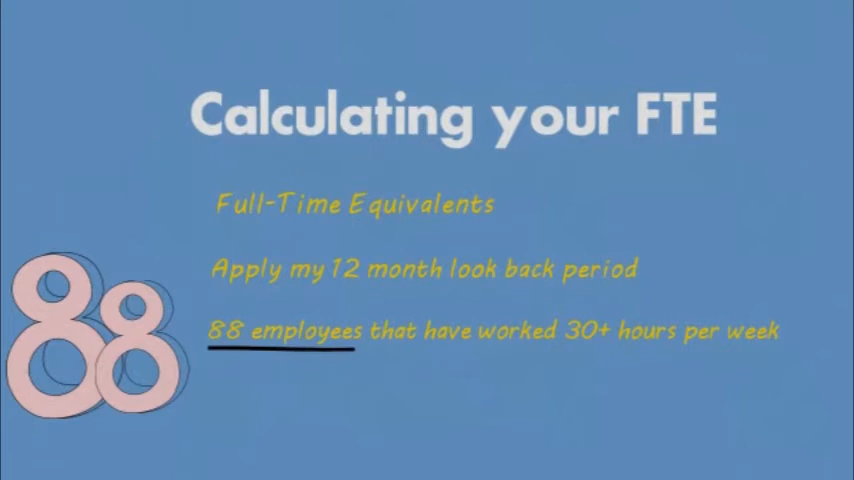 Calculating your FTE
Full-Time Equivalents
Apply my 12 month look back period
88
88 employees that have worked 30+ hours per week